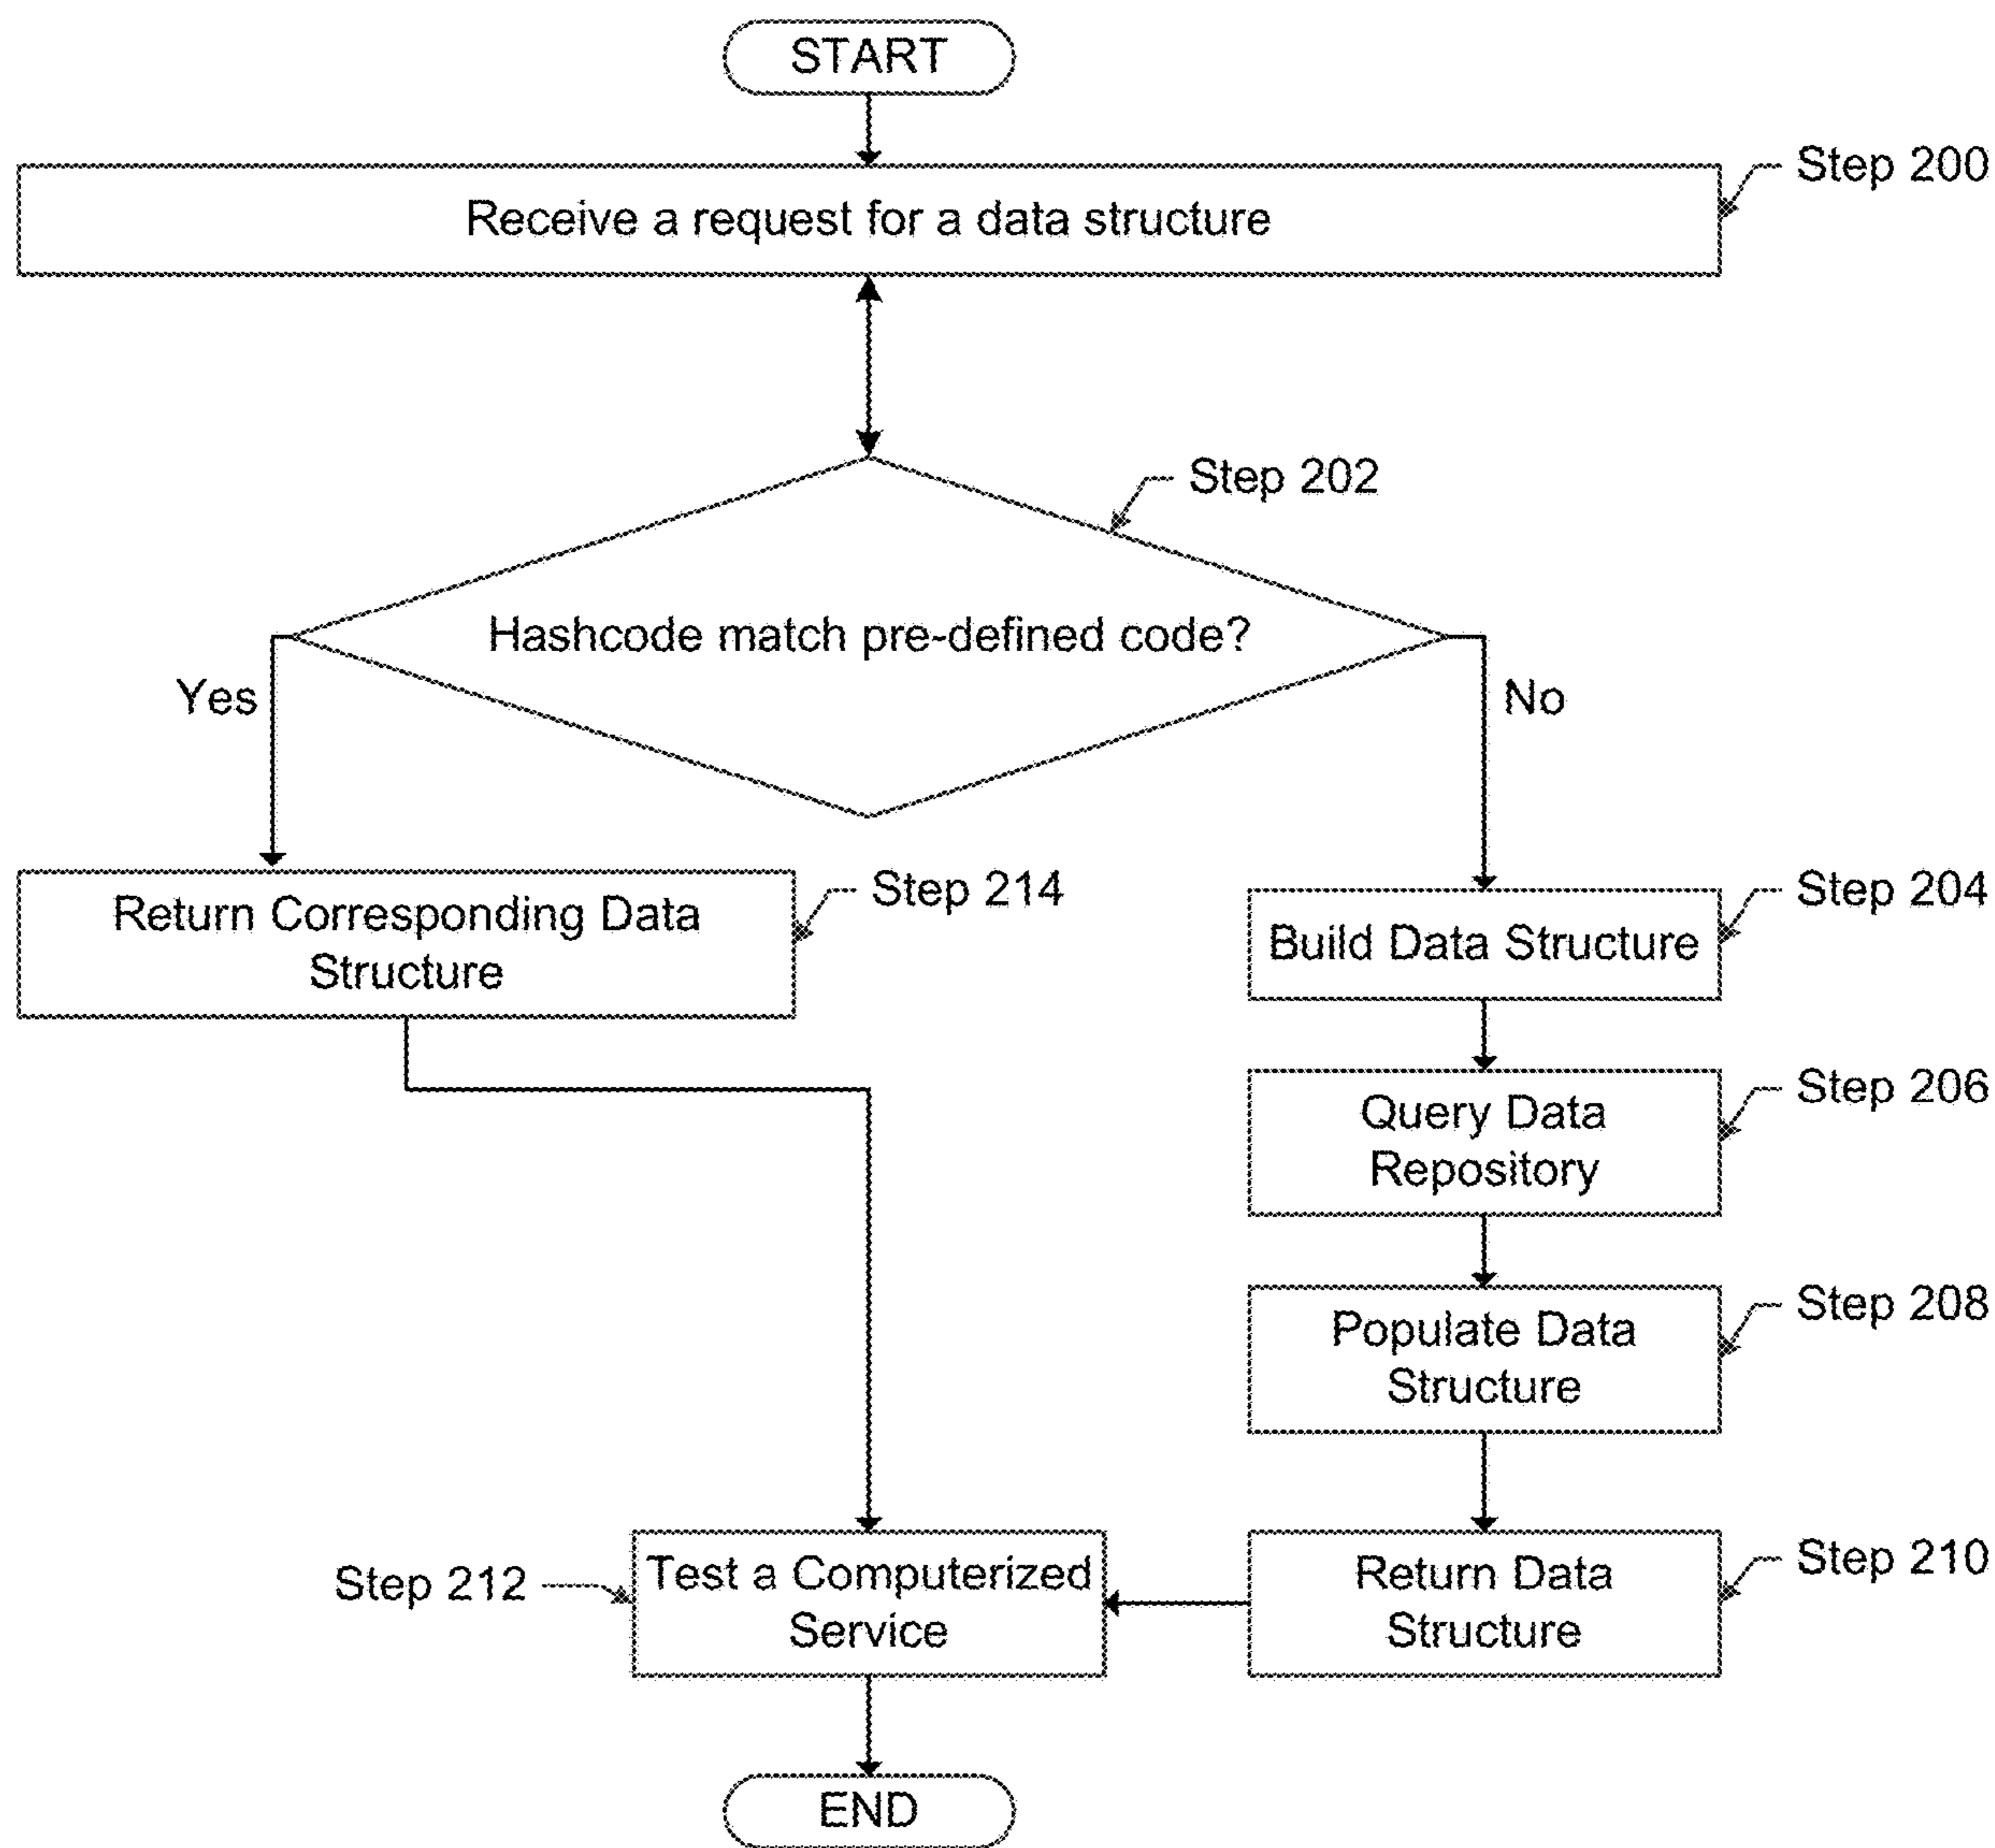 START
Step 200
Receive a request for a data structure
Step 202
Hashcode match pre-defined code?
Yes
No
Step 214
Return Corresponding Data
Structure
Step 204
Build Data Structure
Step 206
Query Data
Repository
Step 208
Populate Data
Structure
Step 212
Test a Computerized
Service
Step 210
Return Data
Structure
END